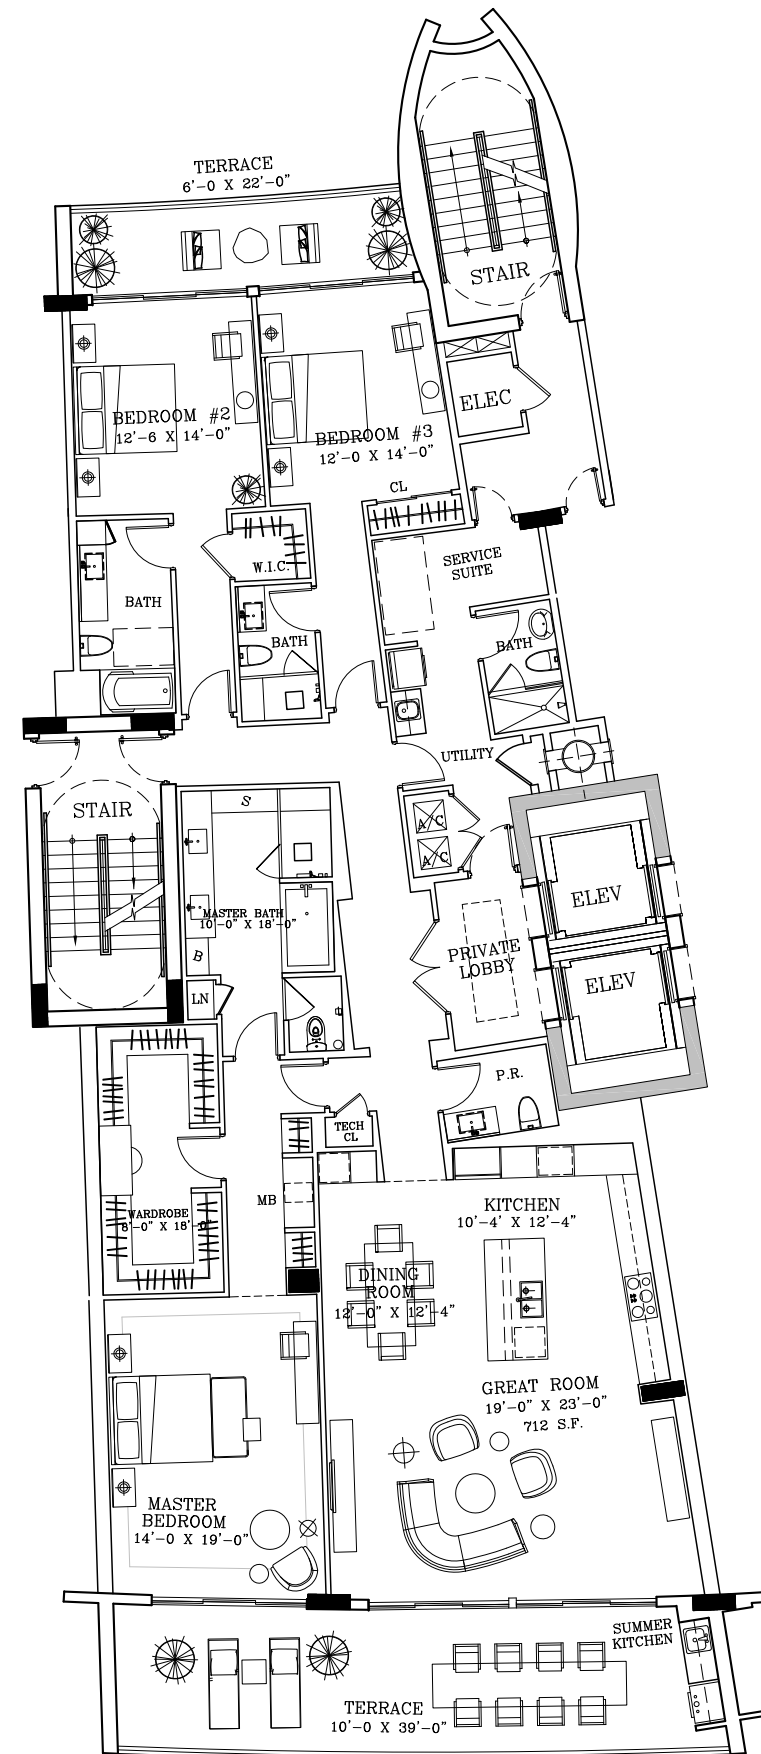 TERRACE
6'-0 X 22'-0"
STAIR
ELEC
BEDROOM #2
12'-6 X 14'-0"
BEDROOM #3
12'-0 X 14'-0"
CL
SERVICE
SUITE
W.I.C.
BATH
BATH
BATH
UTILITY
STAIR
S
A/C
A/C
MASTER BATH
10'-0" X 18'-0"
ELEV
B
PRIVATE
LOBBY
ELEV
LN
P.R.
TECH
CL
MB
WARDROBE
8'-0" X 18'-0"
KITCHEN
10'-4' X 12'-4"
DINING
ROOM
12'-0" X 12'-4"
GREAT ROOM
19'-0" X 23'-0"
712 S.F.
MASTER
BEDROOM
14'-0 X 19'-0"
SUMMER
KITCHEN
TERRACE
10'-0 X 39'-0"